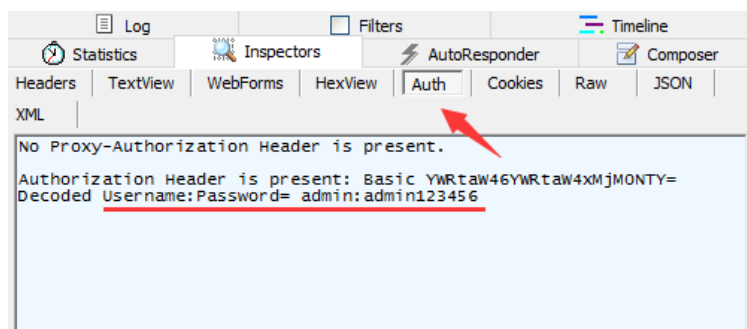 Log Filters Timeline
Statistics Inspectors AutoResponder Composer
Headers TextView WebForms HexView Auth Cookies Raw JSON
XML
No Proxy-Authorization Header is present.
Authorization Header is present: Basic YWRtaW46YWRtaW4xMjM0NTY=
Decoded Username:Password= admin:admin123456